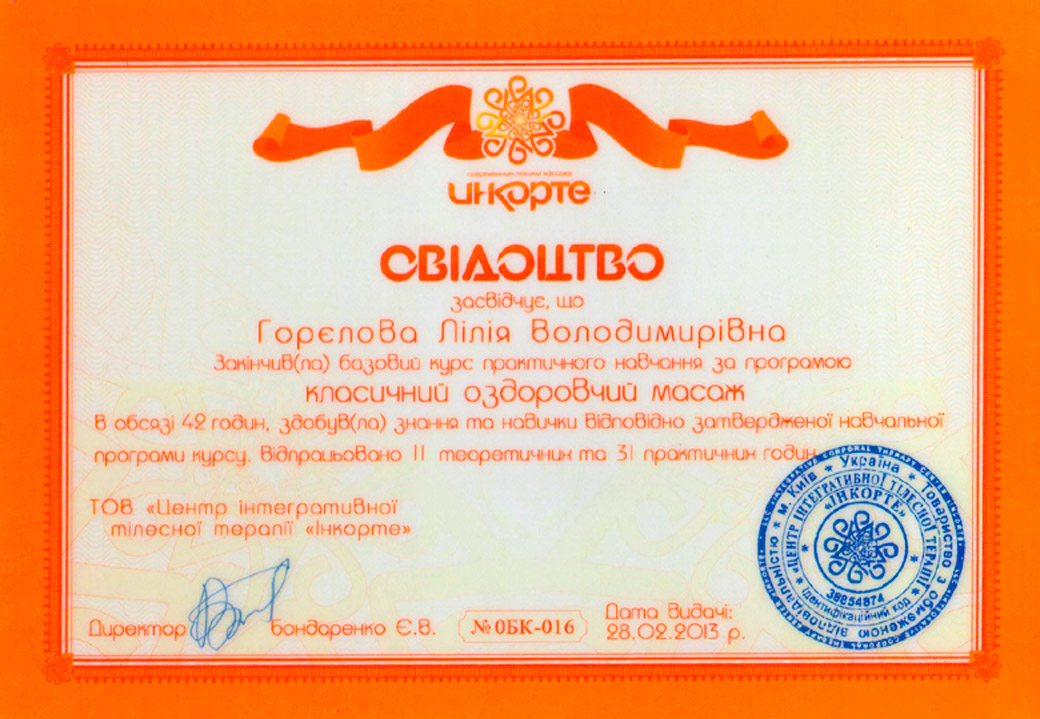 современные техники массажа
инкорте
СВІДОЦТВО
засвідчує, що
Горєлова Лілія Володимирівна
Закінчив(ла) базовий курс практичного навчання за програмою
класичний оздоровчий масаж
в обсязі 42 годин, здобув(ла) знання та навички відповідно затвердженої навчальної
програми курсу. Відпрацьовано 11 теоретичних та 31 практичних годин
ТОВ «Центр інтегративної
тілесної терапії «Інкорте»
Директор
Бондаренко Є.В.
№ 0БК-016
Дата видачі:
28.02.2013 р.
Україна * Товариство з обмеженою відповідальністю * м. Київ *
«ЦЕНТР ІНТЕГРАТИВНОЇ ТІЛЕСНОЇ ТЕРАПІЇ
«ІНКОРТЕ»
38854874
Ідентифікаційний код